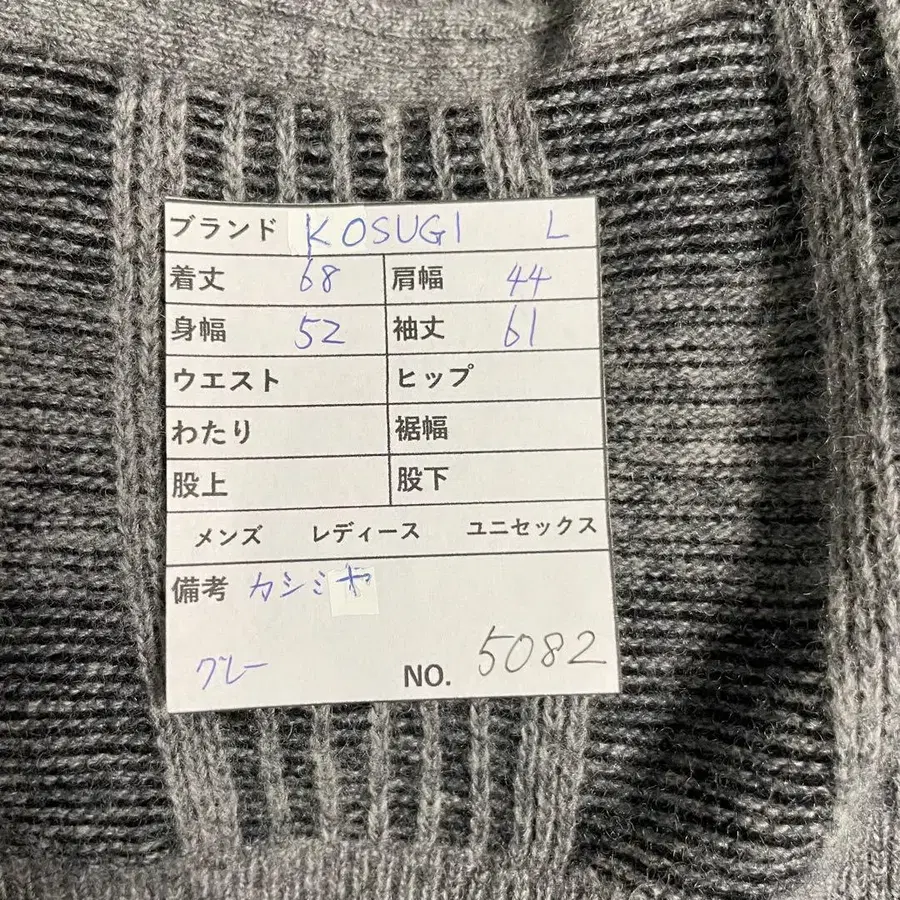 ブランド KOSUGI L
着丈 68 肩幅 44
身幅 52 袖丈 61
ウエスト ヒップ
わたり 裾幅
股上 股下
メンズ レディース ユニセックス
備考 カシミヤ
グレー NO. 5082